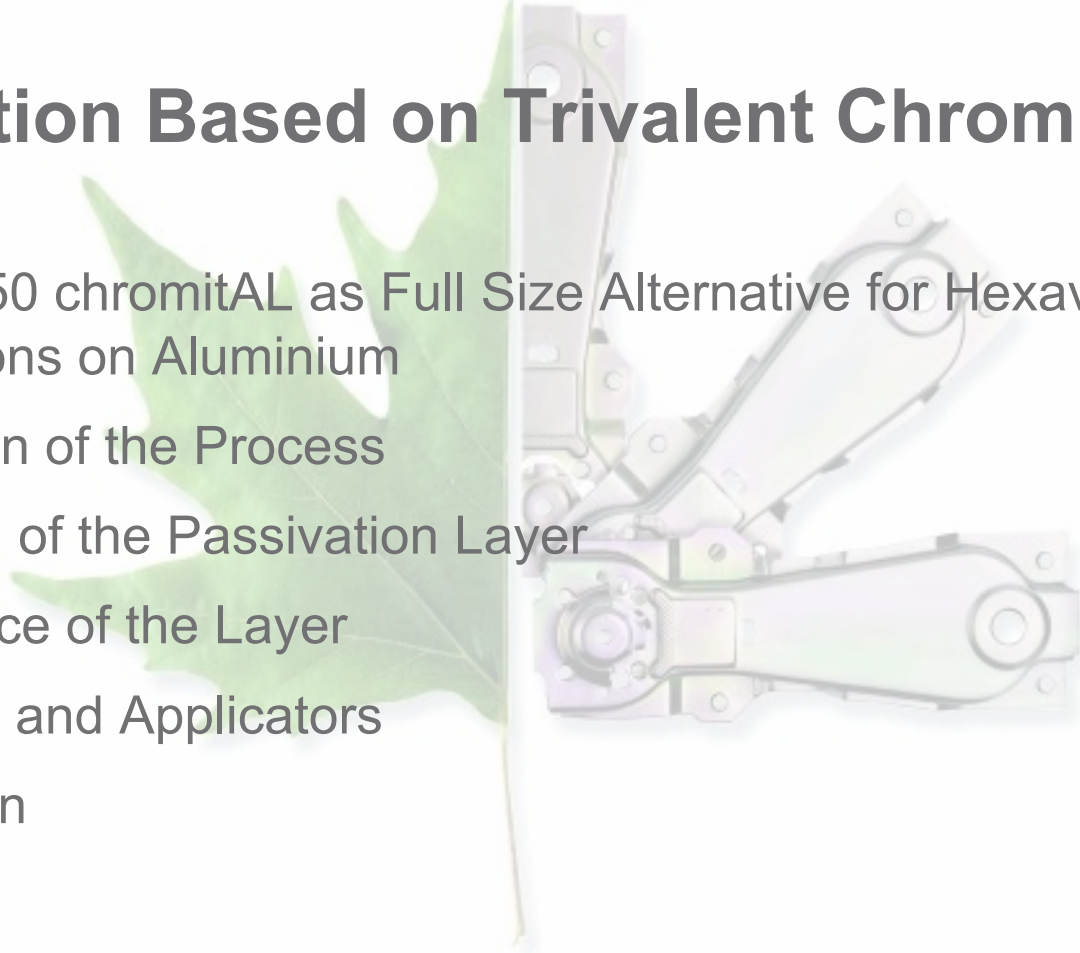 tion Based on Trivalent Chrom
50 chromitAL as Full Size Alternative for Hexav
ons on Aluminium
n of the Process
of the Passivation Layer
ce of the Layer
and Applicators
n